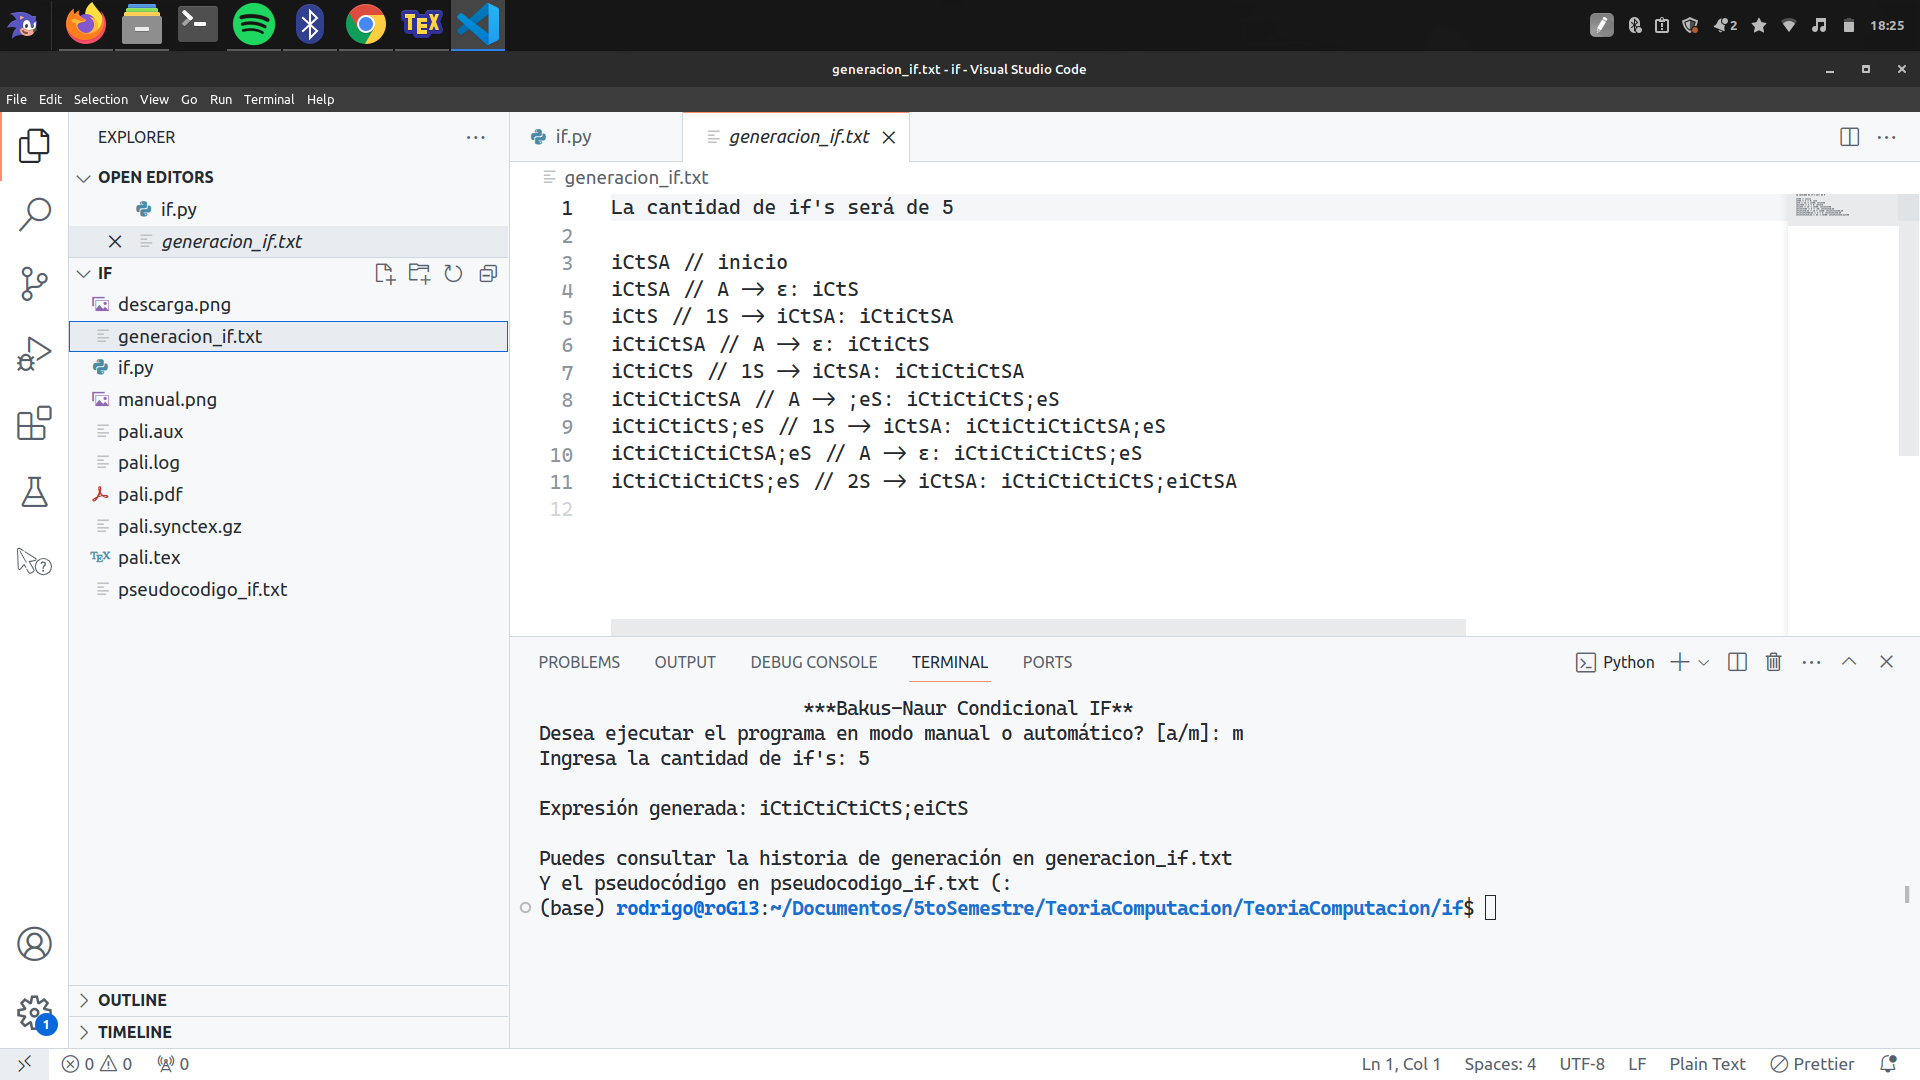 TEX
2
18:25
generacion_if.txt - if - Visual Studio Code
File Edit Selection View Go Run Terminal Help
EXPLORER
OPEN EDITORS
if.py
generacion_if.txt
IF
descarga.png
generacion_if.txt
if.py
manual.png
pali.aux
pali.log
pali.pdf
pali.synctex.gz
TEX pali.tex
pseudocodigo_if.txt
OUTLINE
TIMELINE
1
if.py
generacion_if.txt
generacion_if.txt
1 La cantidad de if's será de 5
2
3 iCtSA // inicio
4 iCtSA // A -> ε: iCtS
5 iCtS // 1S -> iCtSA: iCtiCtSA
6 iCtiCtSA // A -> ε: iCtiCtS
7 iCtiCtS // 1S -> iCtSA: iCtiCtiCtSA
8 iCtiCtiCtSA // A -> ;eS: iCtiCtiCtS;eS
9 iCtiCtiCtS;eS // 1S -> iCtSA: iCtiCtiCtiCtSA;eS
10 iCtiCtiCtiCtSA;eS // A -> ε: iCtiCtiCtiCtS;eS
11 iCtiCtiCtiCtS;eS // 2S -> iCtSA: iCtiCtiCtiCtS;eiCtSA
12
PROBLEMS OUTPUT DEBUG CONSOLE TERMINAL PORTS
Python
***Bakus-Naur Condicional IF**
Desea ejecutar el programa en modo manual o automático? [a/m]: m
Ingresa la cantidad de if's: 5
Expresión generada: iCtiCtiCtiCtS;eiCtS
Puedes consultar la historia de generación en generacion_if.txt
Y el pseudocódigo en pseudocodigo_if.txt (:
(base) rodrigo@roG13:~/Documentos/5toSemestre/TeoriaComputacion/TeoriaComputacion/if$
0 0 0
Ln 1, Col 1 Spaces: 4 UTF-8 LF Plain Text Prettier